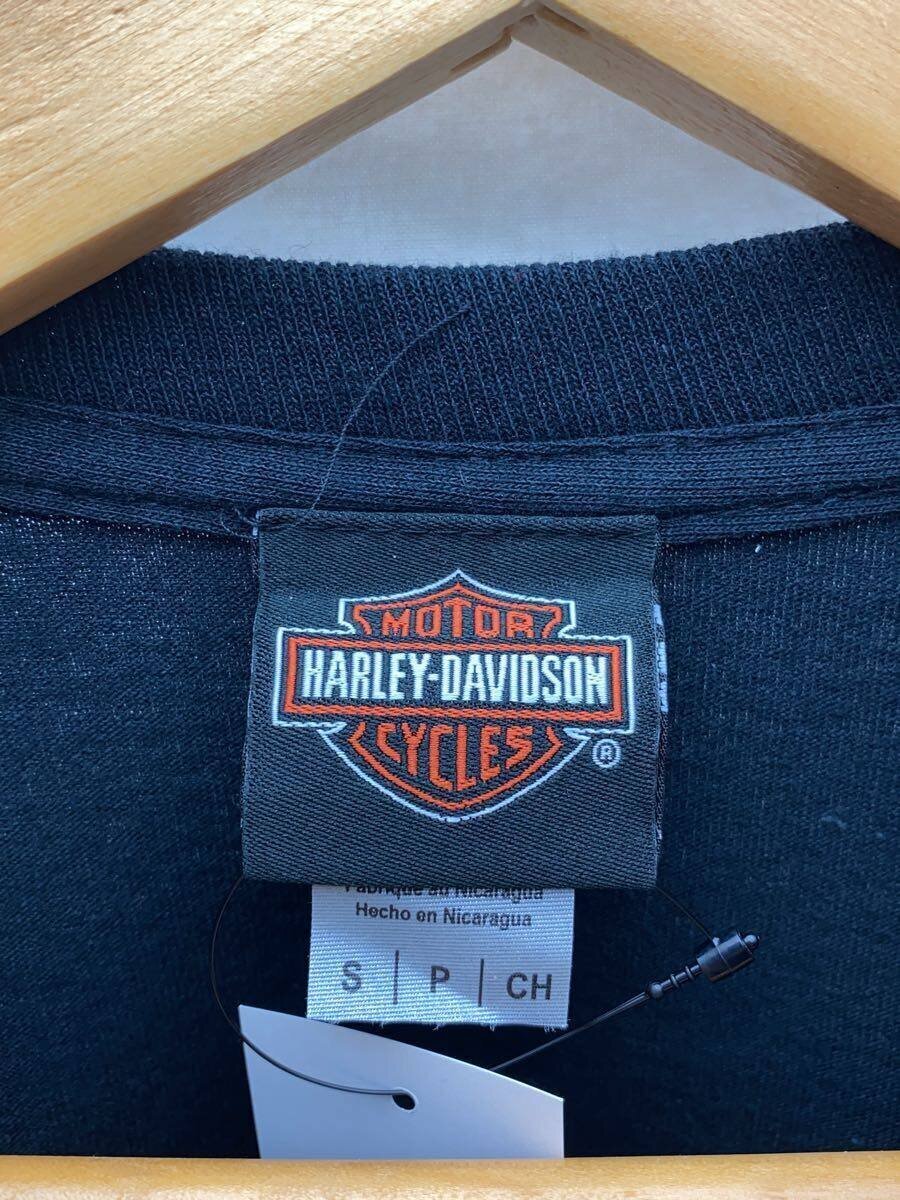 MOTOR
HARLEY-DAVIDSON
CYCLES
®
Fabriqué au Nicaragua
Hecho en Nicaragua
S | P | CH